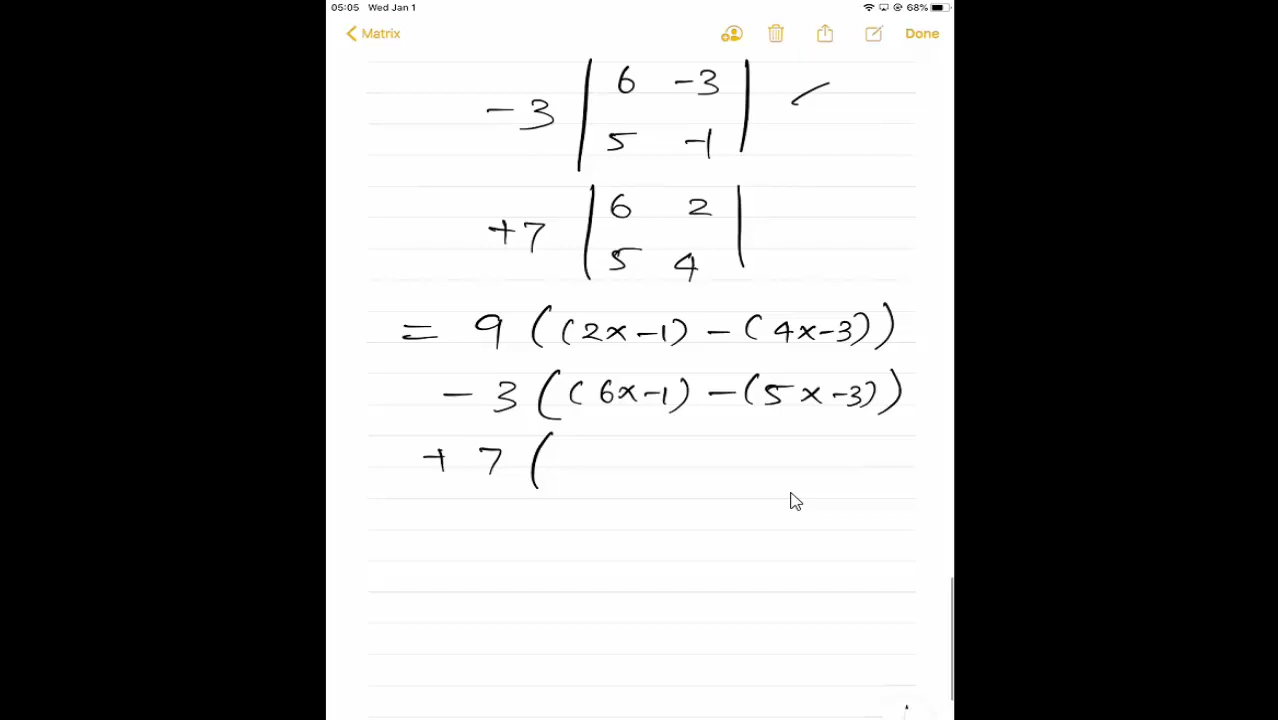 05:05 Wed Jan 1 68%
Matrix Done
-3 | 6 -3 |
| 5 -1 |
+7 | 6 2 |
| 5 4 |
= 9 ((2x-1) - (4x-3))
- 3 ((6x-1) - (5x-3))
+ 7 (